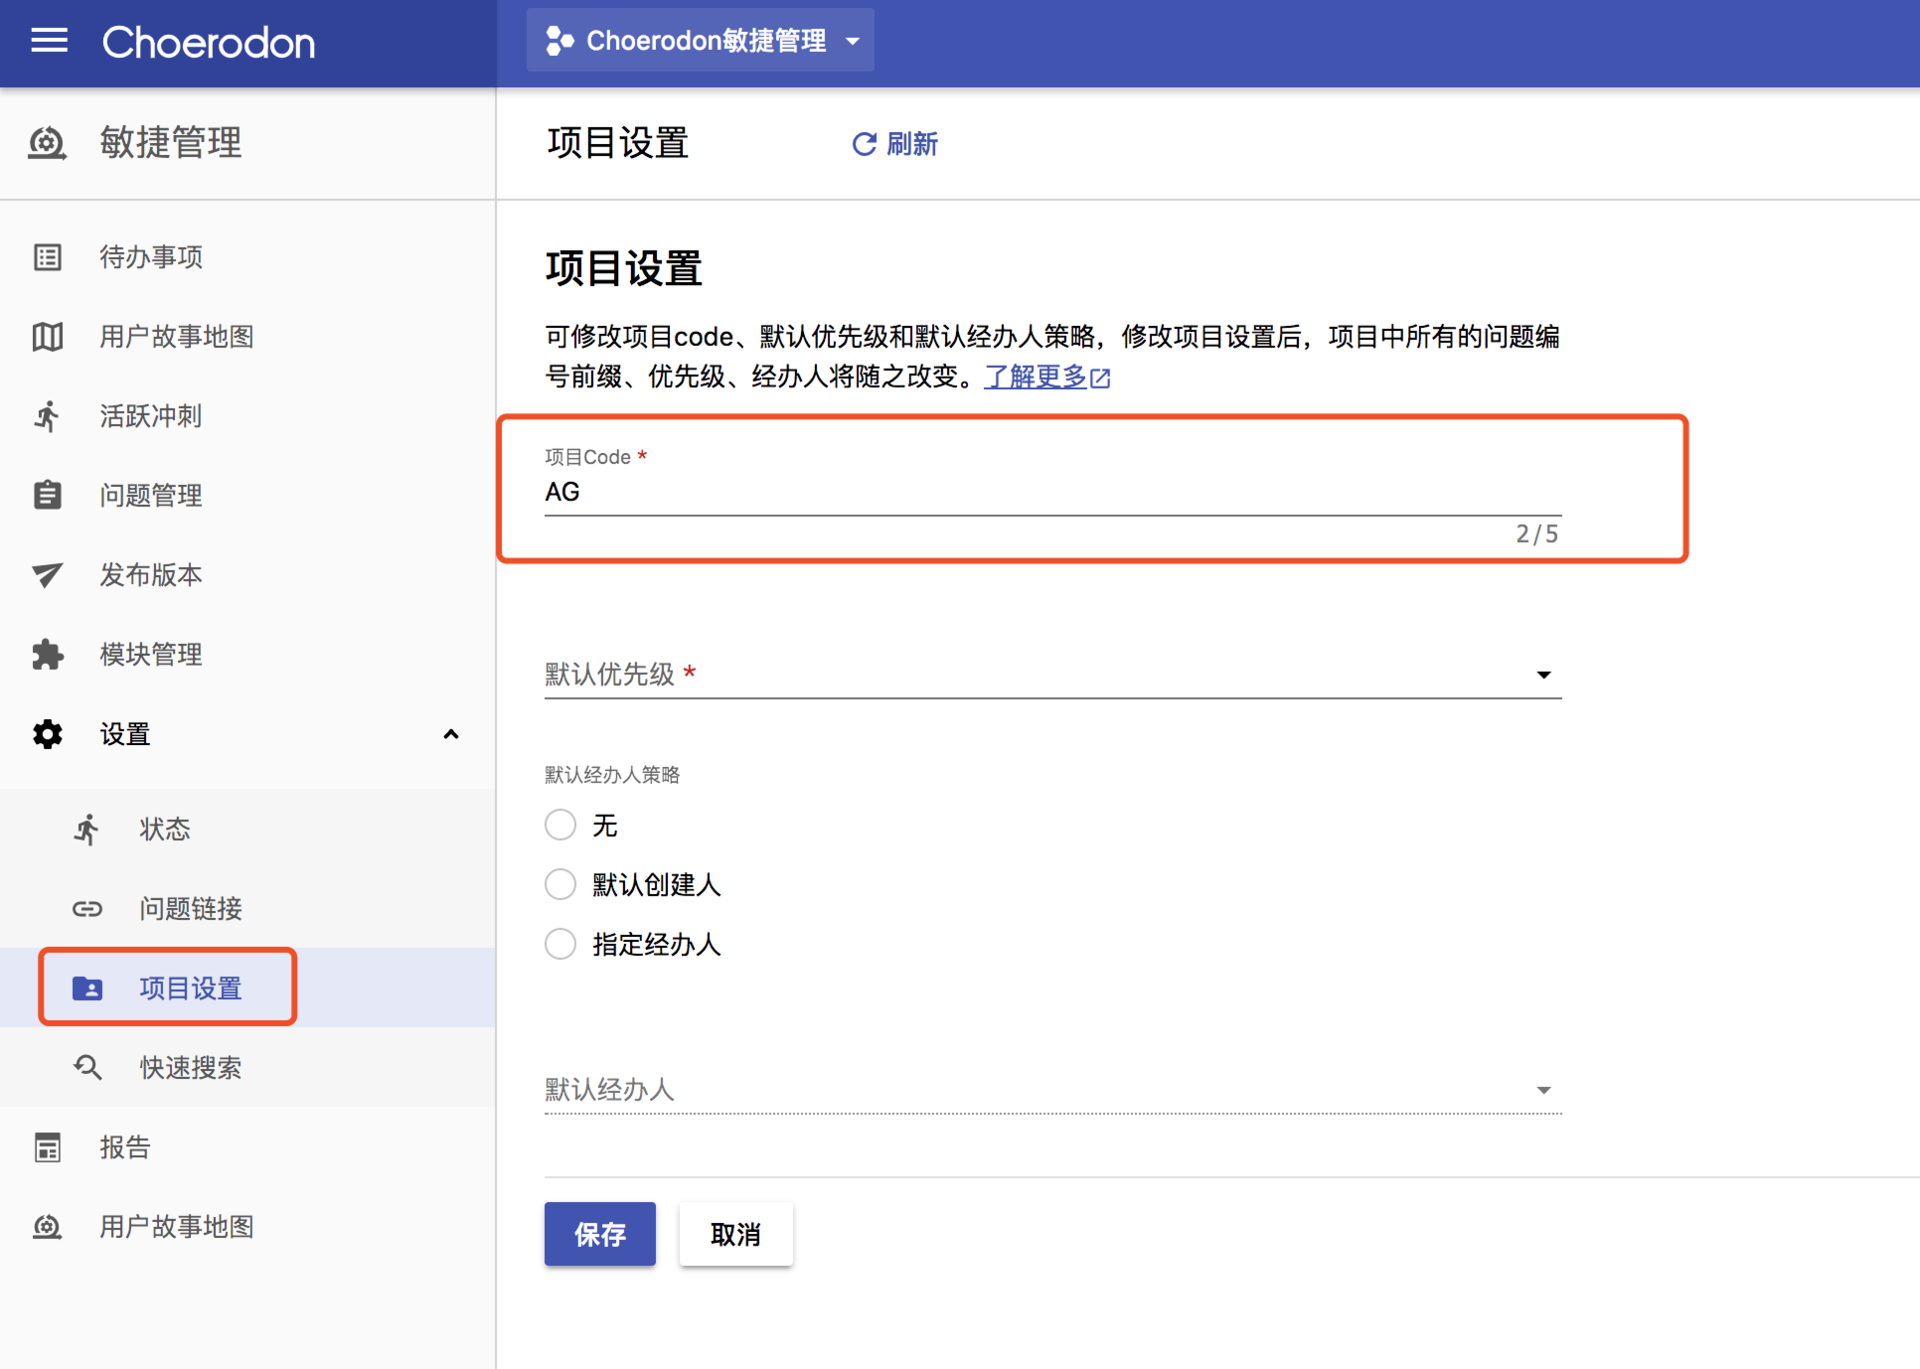 Choerodon
Choerodon敏捷管理
敏捷管理
项目设置
刷新
待办事项
用户故事地图
活跃冲刺
问题管理
发布版本
模块管理
设置
状态
问题链接
项目设置
快速搜索
报告
用户故事地图
项目设置
可修改项目code、默认优先级和默认经办人策略，修改项目设置后，项目中所有的问题编
号前缀、优先级、经办人将随之改变。了解更多
项目Code *
AG
2/5
默认优先级 *
默认经办人策略
无
默认创建人
指定经办人
默认经办人
保存
取消